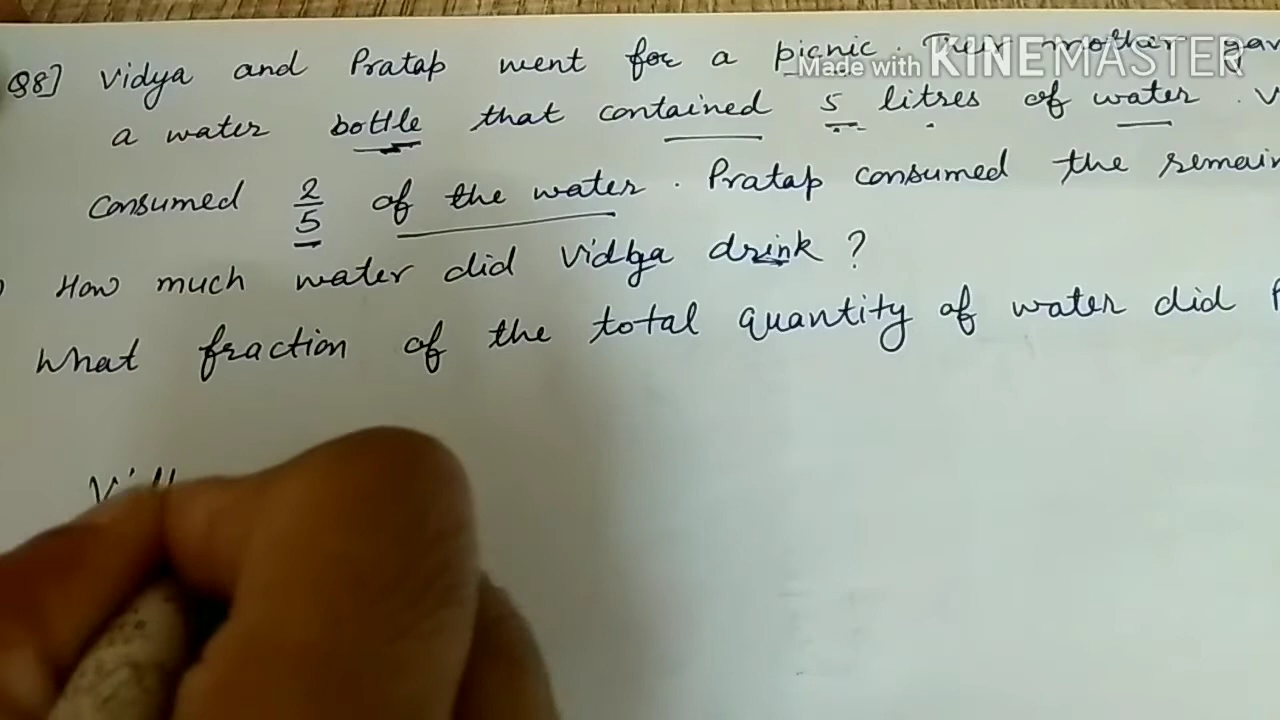 Q8] Vidya and Pratap went for a picnic. Their mother gav
Made with KINEMASTER
a water bottle that contained 5 litres of water. V
consumed 2/5 of the water. Pratap consumed the remain
How much water did Vidya drink?
What fraction of the total quantity of water did P